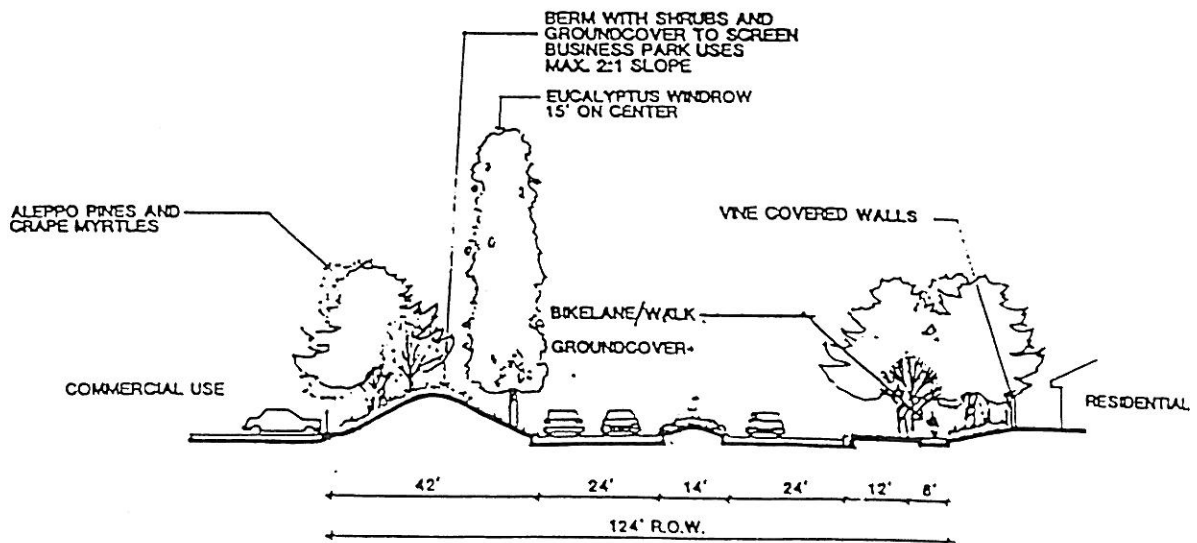 BERM WITH SHRUBS AND
GROUNDCOVER TO SCREEN
BUSINESS PARK USES
MAX. 2:1 SLOPE
EUCALYPTUS WINDROW
15' ON CENTER
ALEPPO PINES AND
CRAPE MYRTLES
VINE COVERED WALLS
BIKELANE/WALK
GROUNDCOVER
COMMERCIAL USE
RESIDENTIAL
42' 24' 14' 24' 12' 8'
124' R.O.W.